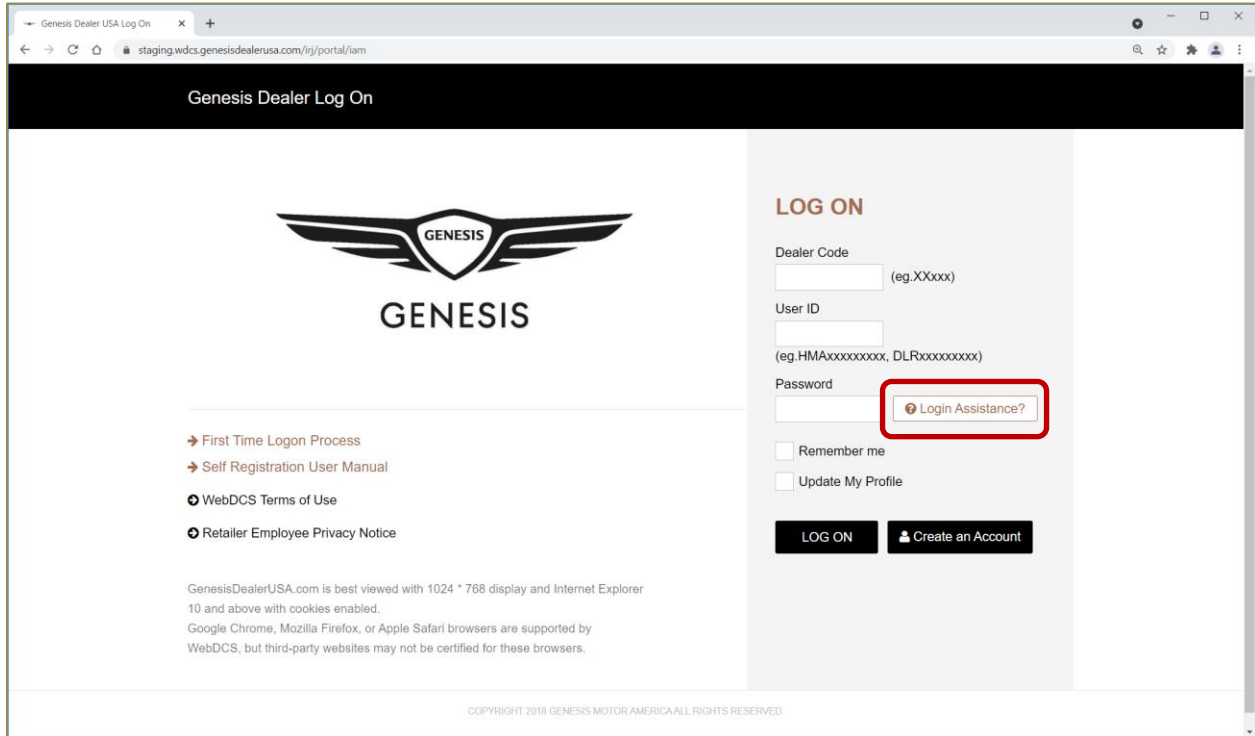 Genesis Dealer USA Log On
staging.wdcs.genesisdealerusa.com/irj/portal/iam
Genesis Dealer Log On
GENESIS
GENESIS
First Time Logon Process
Self Registration User Manual
WebDCS Terms of Use
Retailer Employee Privacy Notice
GenesisDealerUSA.com is best viewed with 1024 * 768 display and Internet Explorer
10 and above with cookies enabled.
Google Chrome, Mozilla Firefox, or Apple Safari browsers are supported by
WebDCS, but third-party websites may not be certified for these browsers.
LOG ON
Dealer Code
(eg.XXxxx)
User ID
(eg.HMAxxxxxxxxx, DLRxxxxxxxxx)
Password
Login Assistance?
Remember me
Update My Profile
LOG ON
Create an Account
COPYRIGHT 2018 GENESIS MOTOR AMERICA ALL RIGHTS RESERVED